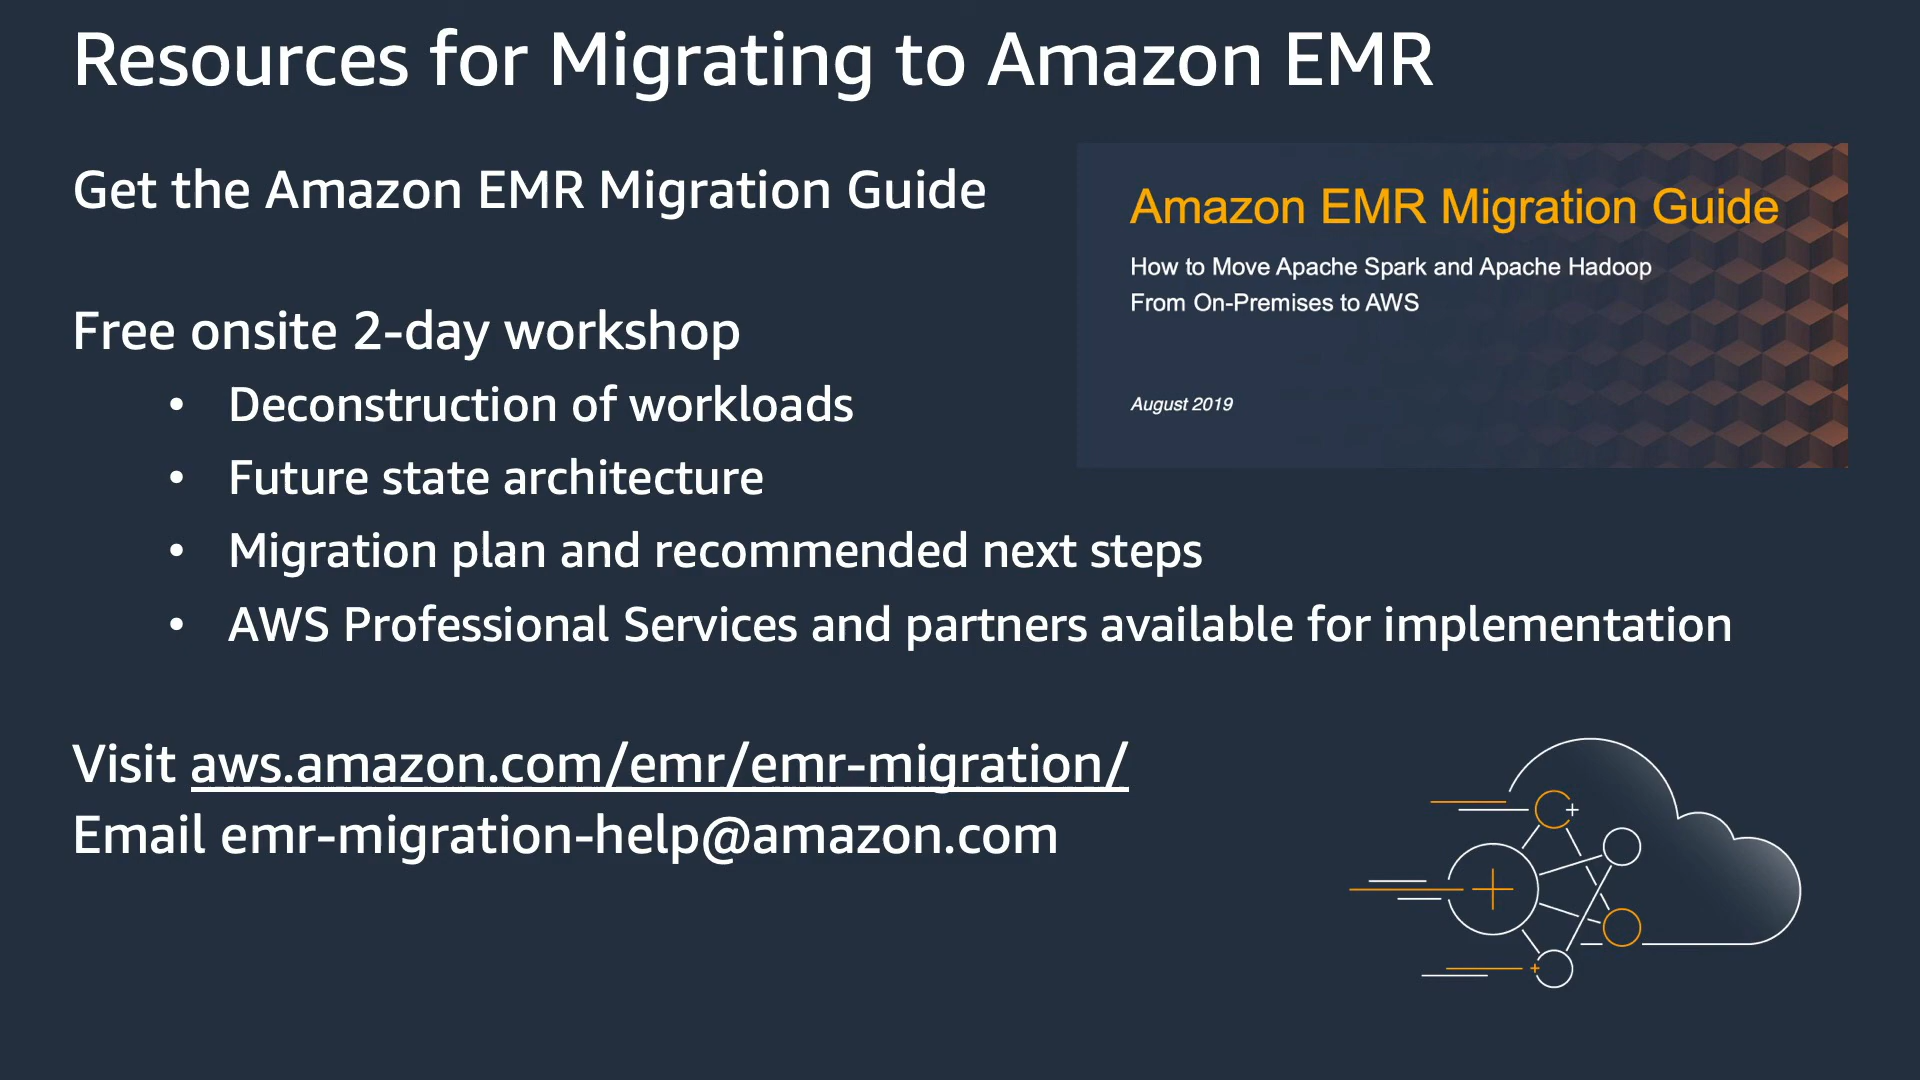 Resources for Migrating to Amazon EMR
Get the Amazon EMR Migration Guide
Amazon EMR Migration Guide
How to Move Apache Spark and Apache Hadoop
From On-Premises to AWS
August 2019
Free onsite 2-day workshop
• Deconstruction of workloads
• Future state architecture
• Migration plan and recommended next steps
• AWS Professional Services and partners available for implementation
Visit aws.amazon.com/emr/emr-migration/
Email emr-migration-help@amazon.com